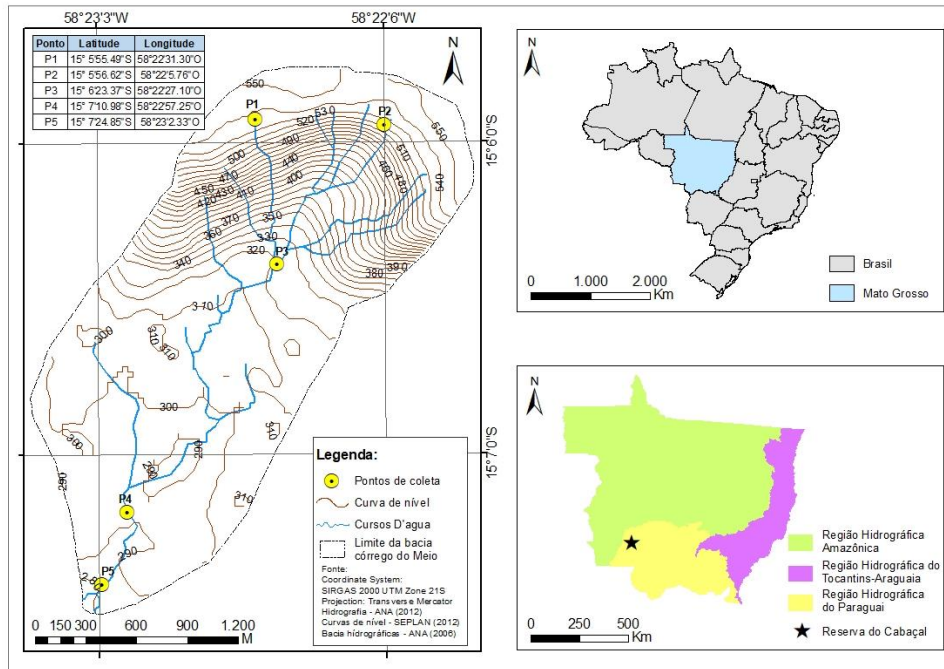 58°23'3"W
58°22'6"W
Ponto Latitude Longitude
P1 15° 5'55.49"S 58°22'31.30"O
P2 15° 5'56.62"S 58°22'5.76"O
P3 15° 6'23.37"S 58°22'27.10"O
P4 15° 7'10.98"S 58°22'57.25"O
P5 15° 7'24.85"S 58°23'2.33"O
N
550
P1
P2
520
530
550
490
510
500
440
460
470
400
480
540
450
430
410
420
370
350
360
330
320
P3
340
380
390
310
300
310
310
300
300
310
290
290
290
310
P4
290
P5
15°6'0"S
15°7'0"S
Legenda:
Pontos de coleta
Curva de nível
Cursos D'agua
Limite da bacia
córrego do Meio
Fonte:
Coordinate System:
SIRGAS 2000 UTM Zone 21S
Projection: Transvers e Mercator
Hidrografia - ANA (2012)
Curvas de nível - SEPLAN (2012)
Bacia hídrográficas - ANA (2006)
0 150 300 600 900 1.200
M
N
Brasil
Mato Grosso
0 1.000 2.000
Km
N
Região Hidrográfica
Amazônica
Região Hidrográfica do
Tocantins-Araguaia
Região Hidrográfica
do Paraguai
Reserva do Cabaçal
0 250 500
Km